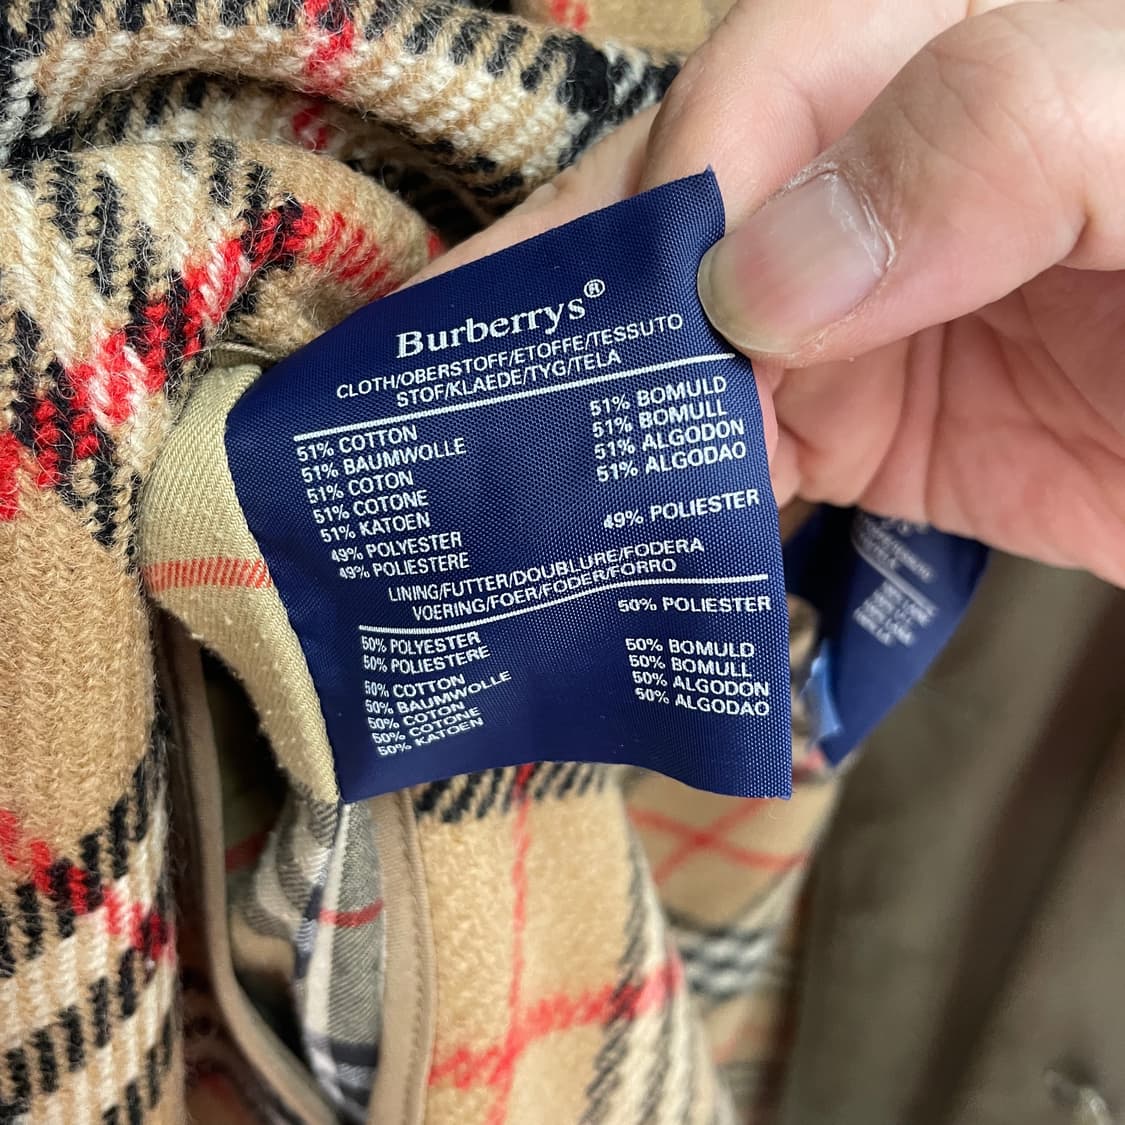 Burberrys®
CLOTH/OBERSTOFF/ETOFFE/TESSUTO
STOF/KLAEDE/TYG/TELA
51% COTTON
51% BAUMWOLLE
51% COTON
51% COTONE
51% KATOEN
49% POLYESTER
49% POLIESTERE
51% BOMULD
51% BOMULL
51% ALGODON
51% ALGODAO
49% POLIESTER
LINING/FUTTER/DOUBLURE/FODERA
VOERING/FOER/FODER/FORRO
50% POLYESTER
50% POLIESTERE
50% COTTON
50% BAUMWOLLE
50% COTON
50% COTONE
50% KATOEN
50% POLIESTER
50% BOMULD
50% BOMULL
50% ALGODON
50% ALGODAO